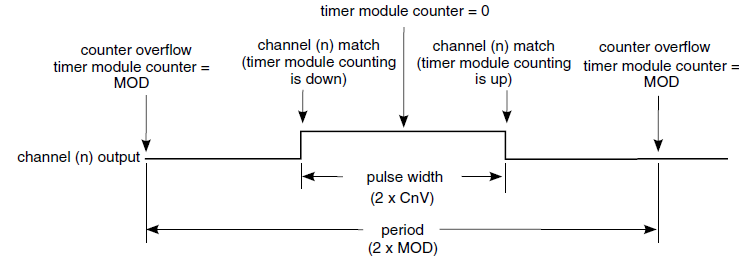 timer module counter = 0
counter overflow
timer module counter =
MOD
channel (n) match
(timer module counting
is down)
channel (n) match
(timer module counting
is up)
counter overflow
timer module counter =
MOD
channel (n) output
pulse width
(2 x CnV)
period
(2 x MOD)